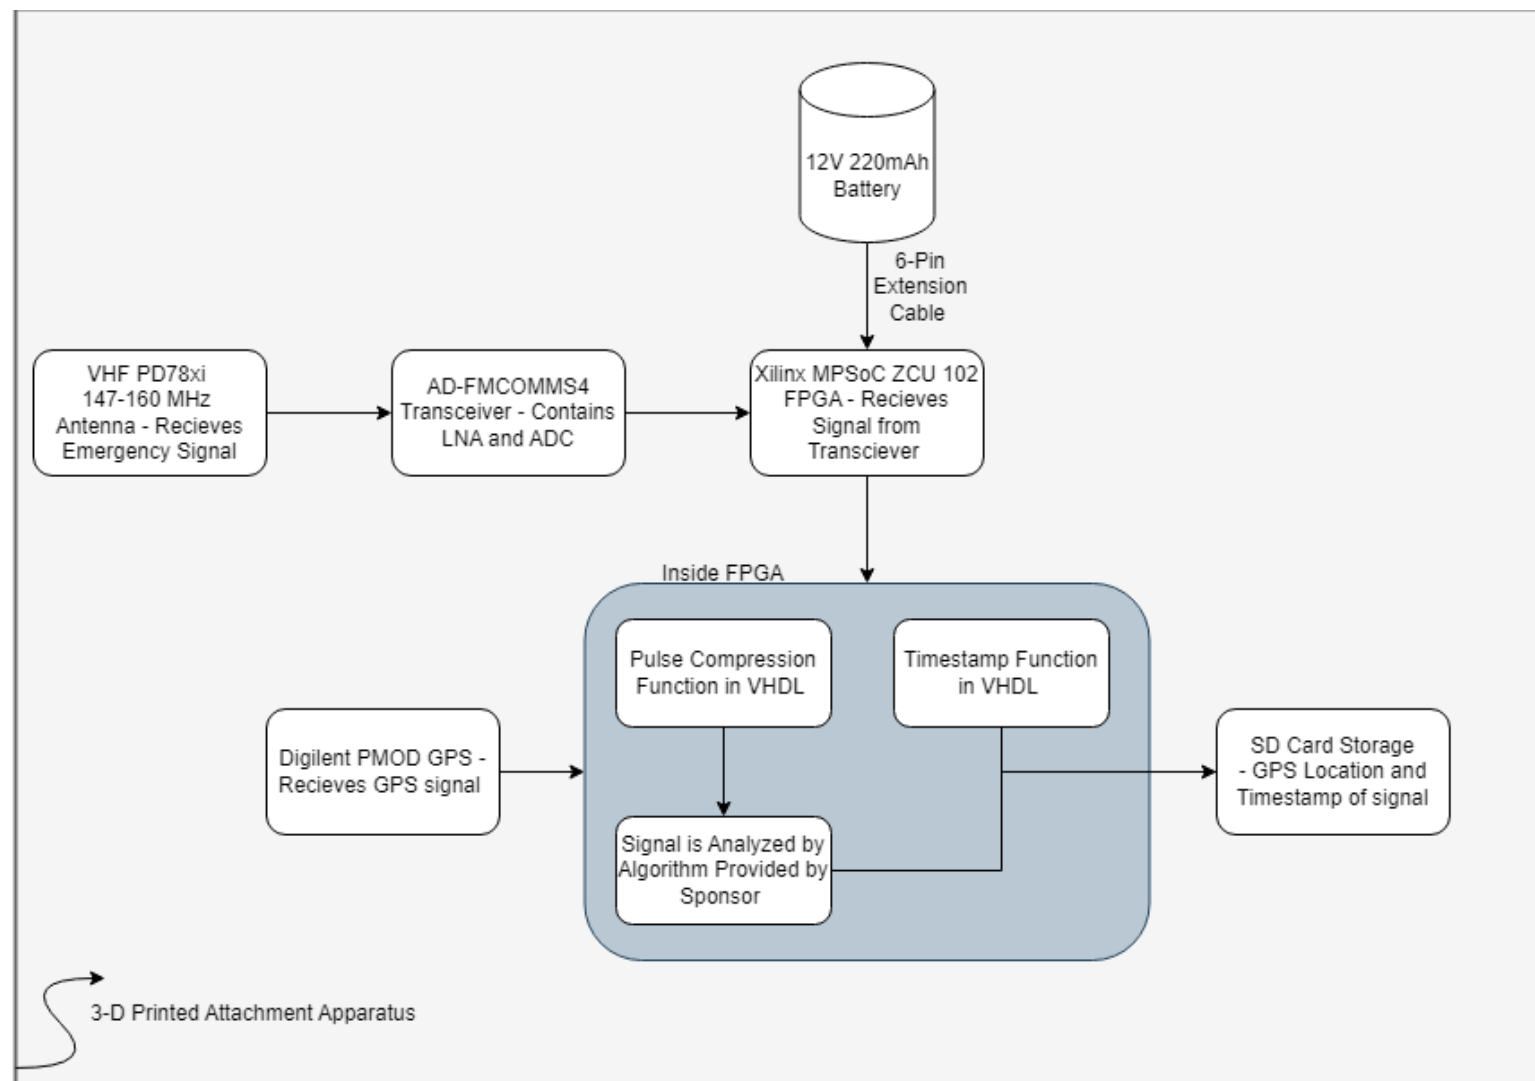 12V 220mAh
Battery
6-Pin
Extension
Cable
VHF PD78xi
147-160 MHz
Antenna - Recieves
Emergency Signal
AD-FMCOMMS4
Transceiver - Contains
LNA and ADC
Xilinx MPSoC ZCU 102
FPGA - Recieves
Signal from
Transciever
Inside FPGA
Pulse Compression
Function in VHDL
Timestamp Function
in VHDL
Digilent PMOD GPS -
Recieves GPS signal
SD Card Storage
- GPS Location and
Timestamp of signal
Signal is Analyzed by
Algorithm Provided by
Sponsor
3-D Printed Attachment Apparatus